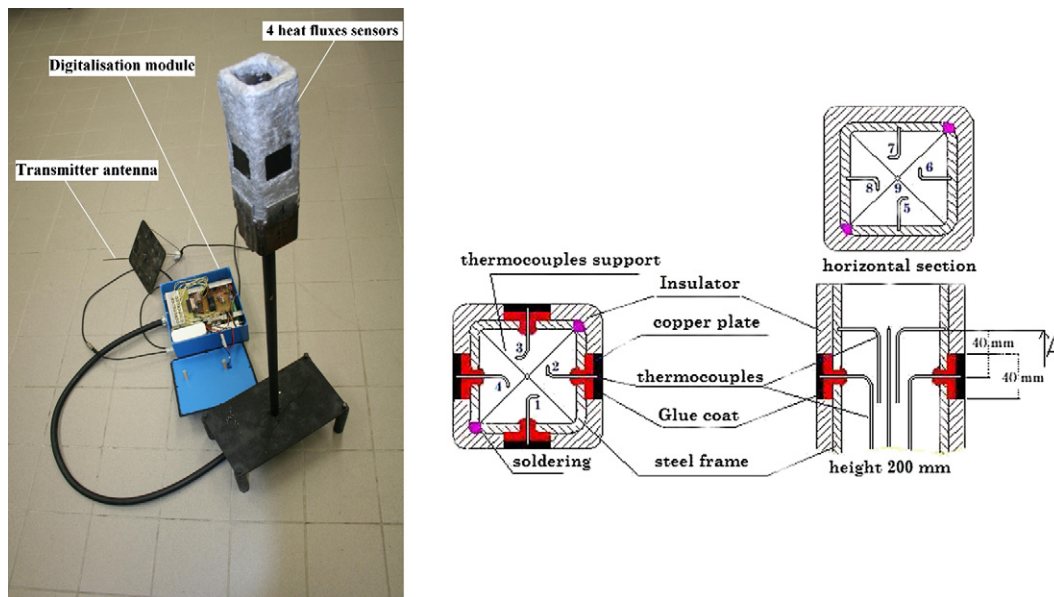 4 heat fluxes sensors
Digitalisation module
Transmitter antenna
7
6
8
9
5
horizontal section
thermocouples support
Insulator
copper plate
thermocouples
Glue coat
soldering
steel frame
3
2
4
1
40 mm
40 mm
height 200 mm